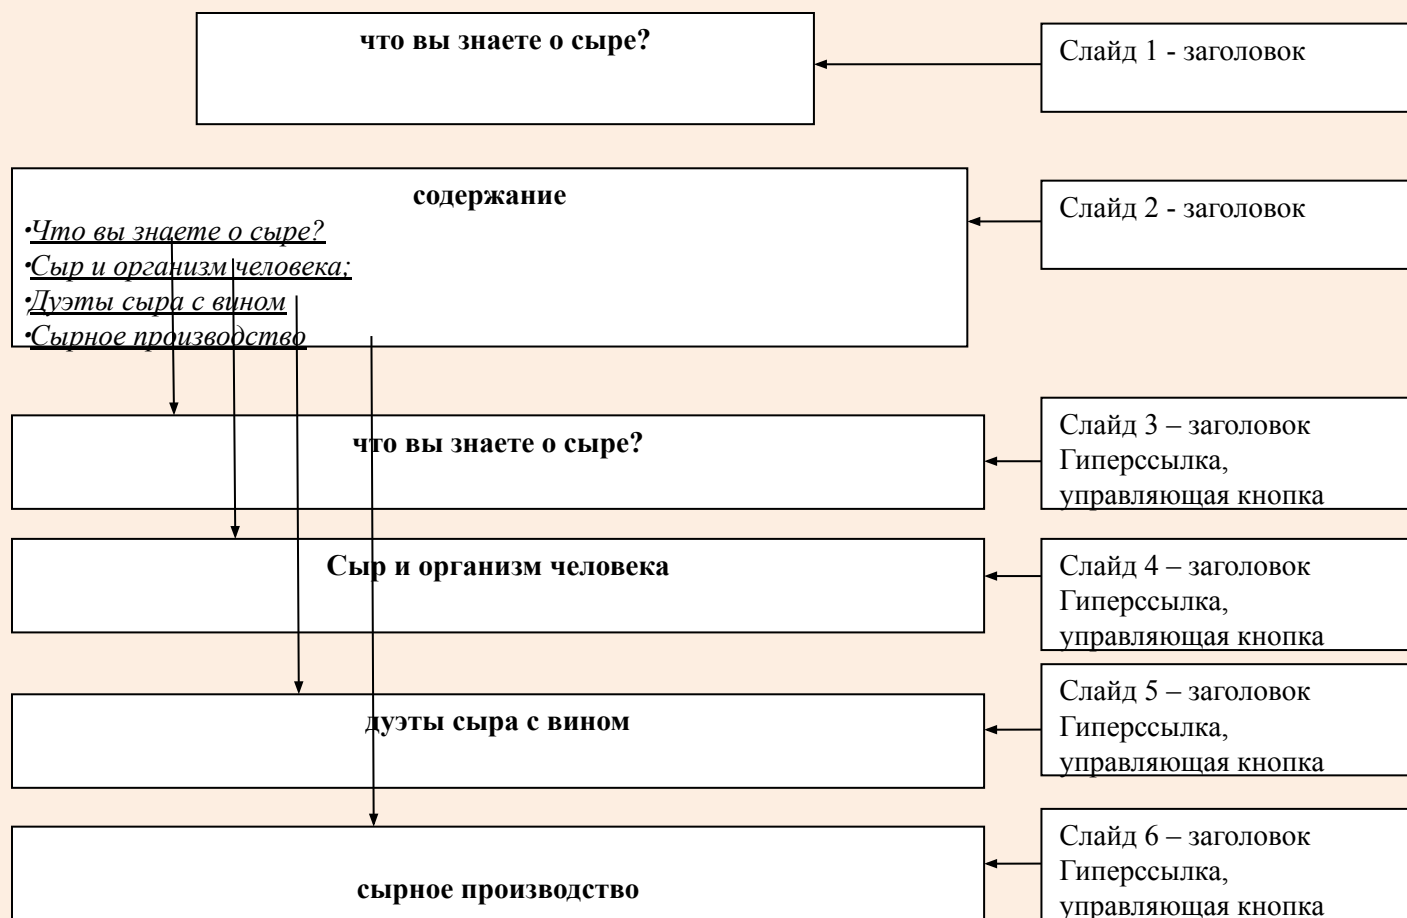 что вы знаете о сыре?
Слайд 1 - заголовок
содержание
•Что вы знаете о сыре?
•Сыр и организм человека;
•Дуэты сыра с вином
•Сырное производство
Слайд 2 - заголовок
что вы знаете о сыре?
Слайд 3 – заголовок
Гиперссылка,
управляющая кнопка
Сыр и организм человека
Слайд 4 – заголовок
Гиперссылка,
управляющая кнопка
дуэты сыра с вином
Слайд 5 – заголовок
Гиперссылка,
управляющая кнопка
сырное производство
Слайд 6 – заголовок
Гиперссылка,
управляющая кнопка